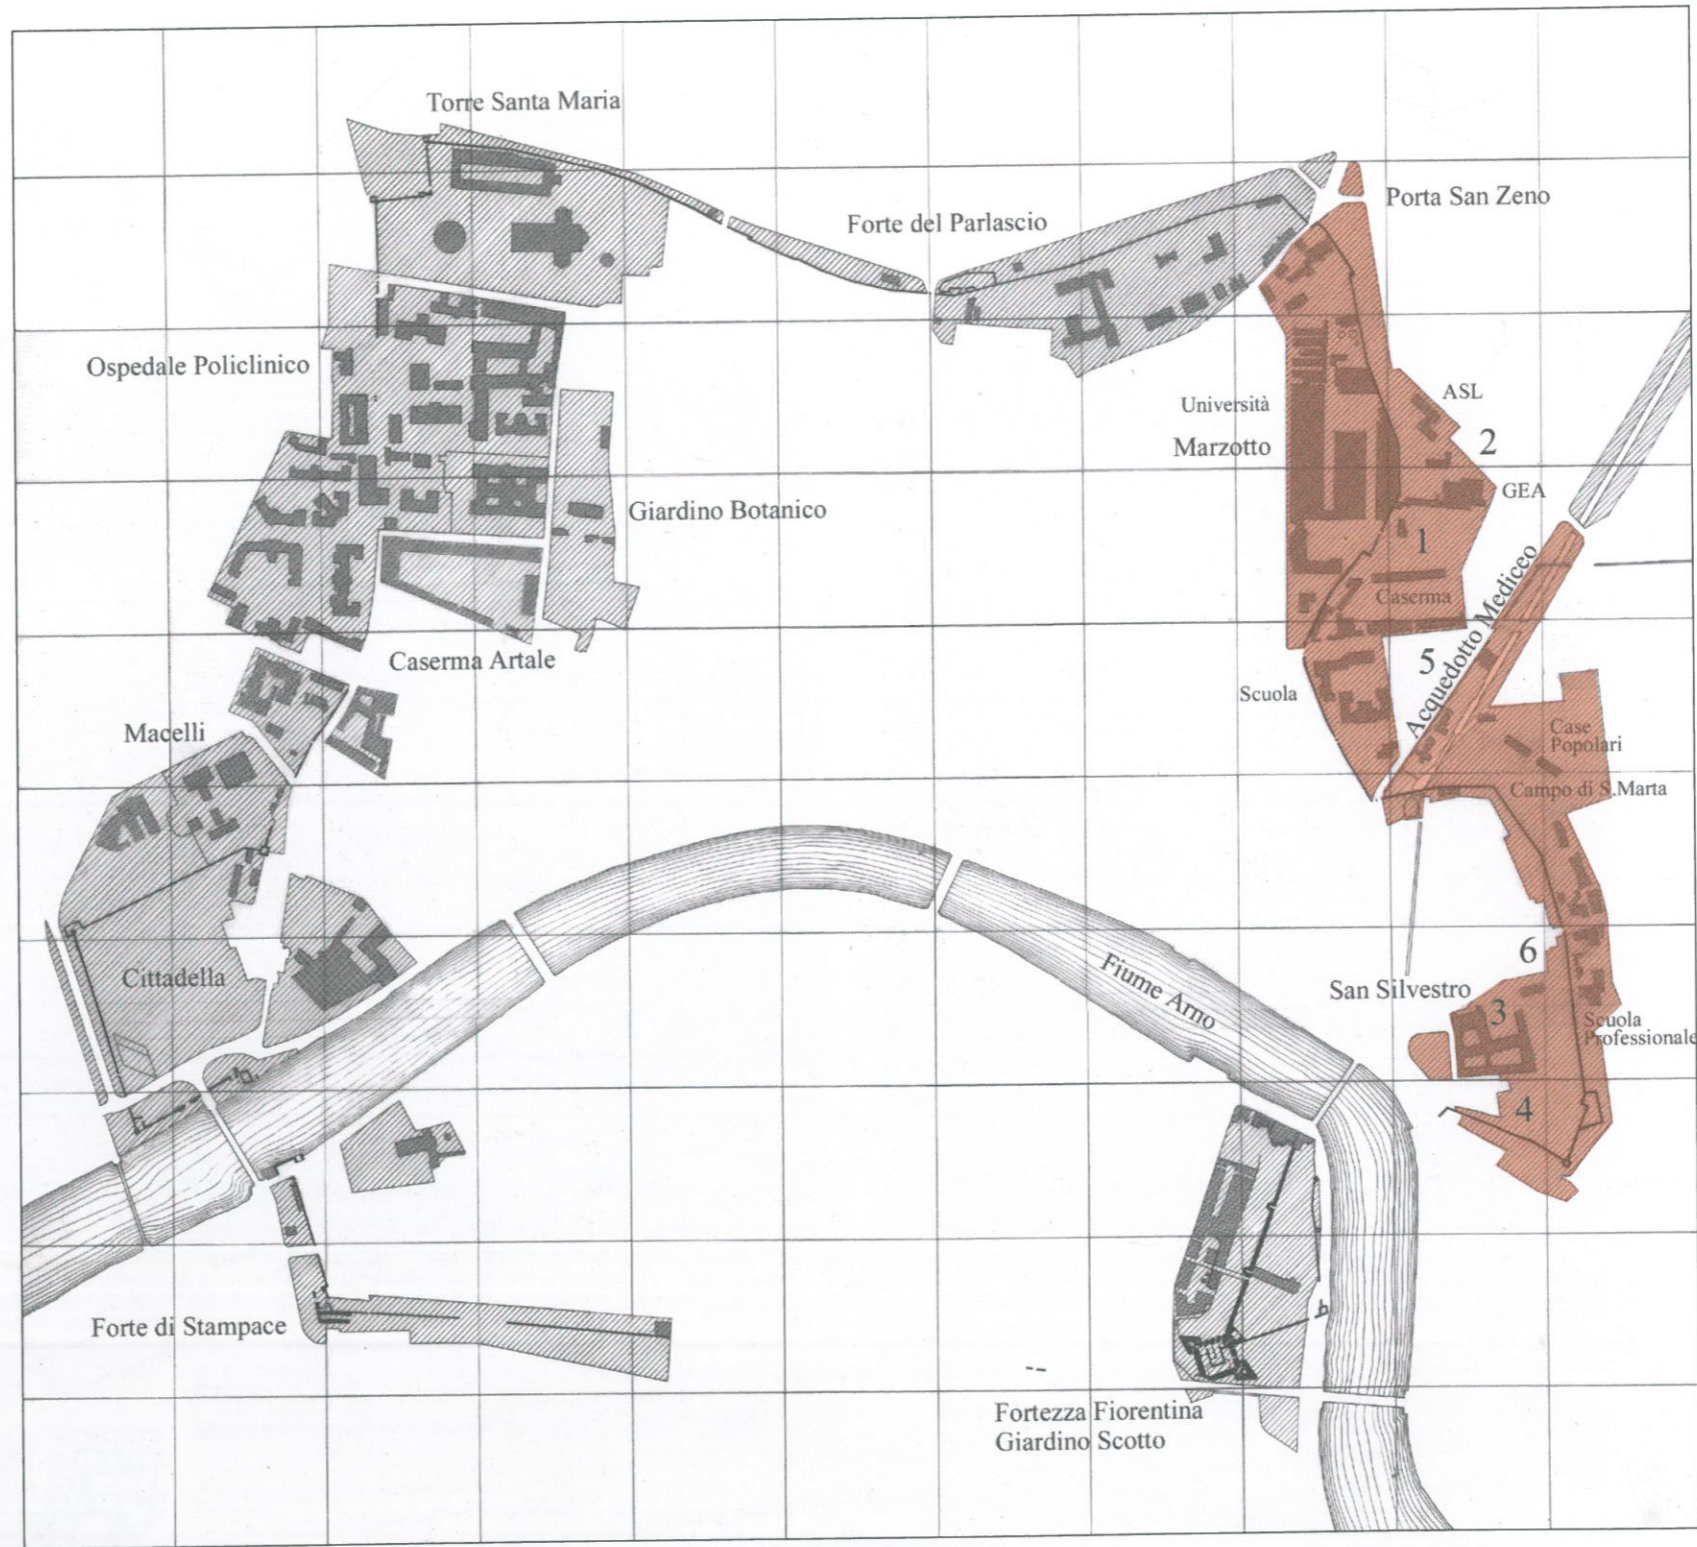 Torre Santa Maria
Porta San Zeno
Forte del Parlascio
Ospedale Policlinico
Università
Marzotto
ASL
2
GEA
Giardino Botanico
1
Caserma
Acquedotto Mediceo
5
Caserma Artale
Scuola
Macelli
Case
Popolari
Campo di S.Marta
6
Cittadella
Fiume Arno
San Silvestro
3
Scuola
Professionale
4
Forte di Stampace
Fortezza Fiorentina
Giardino Scotto